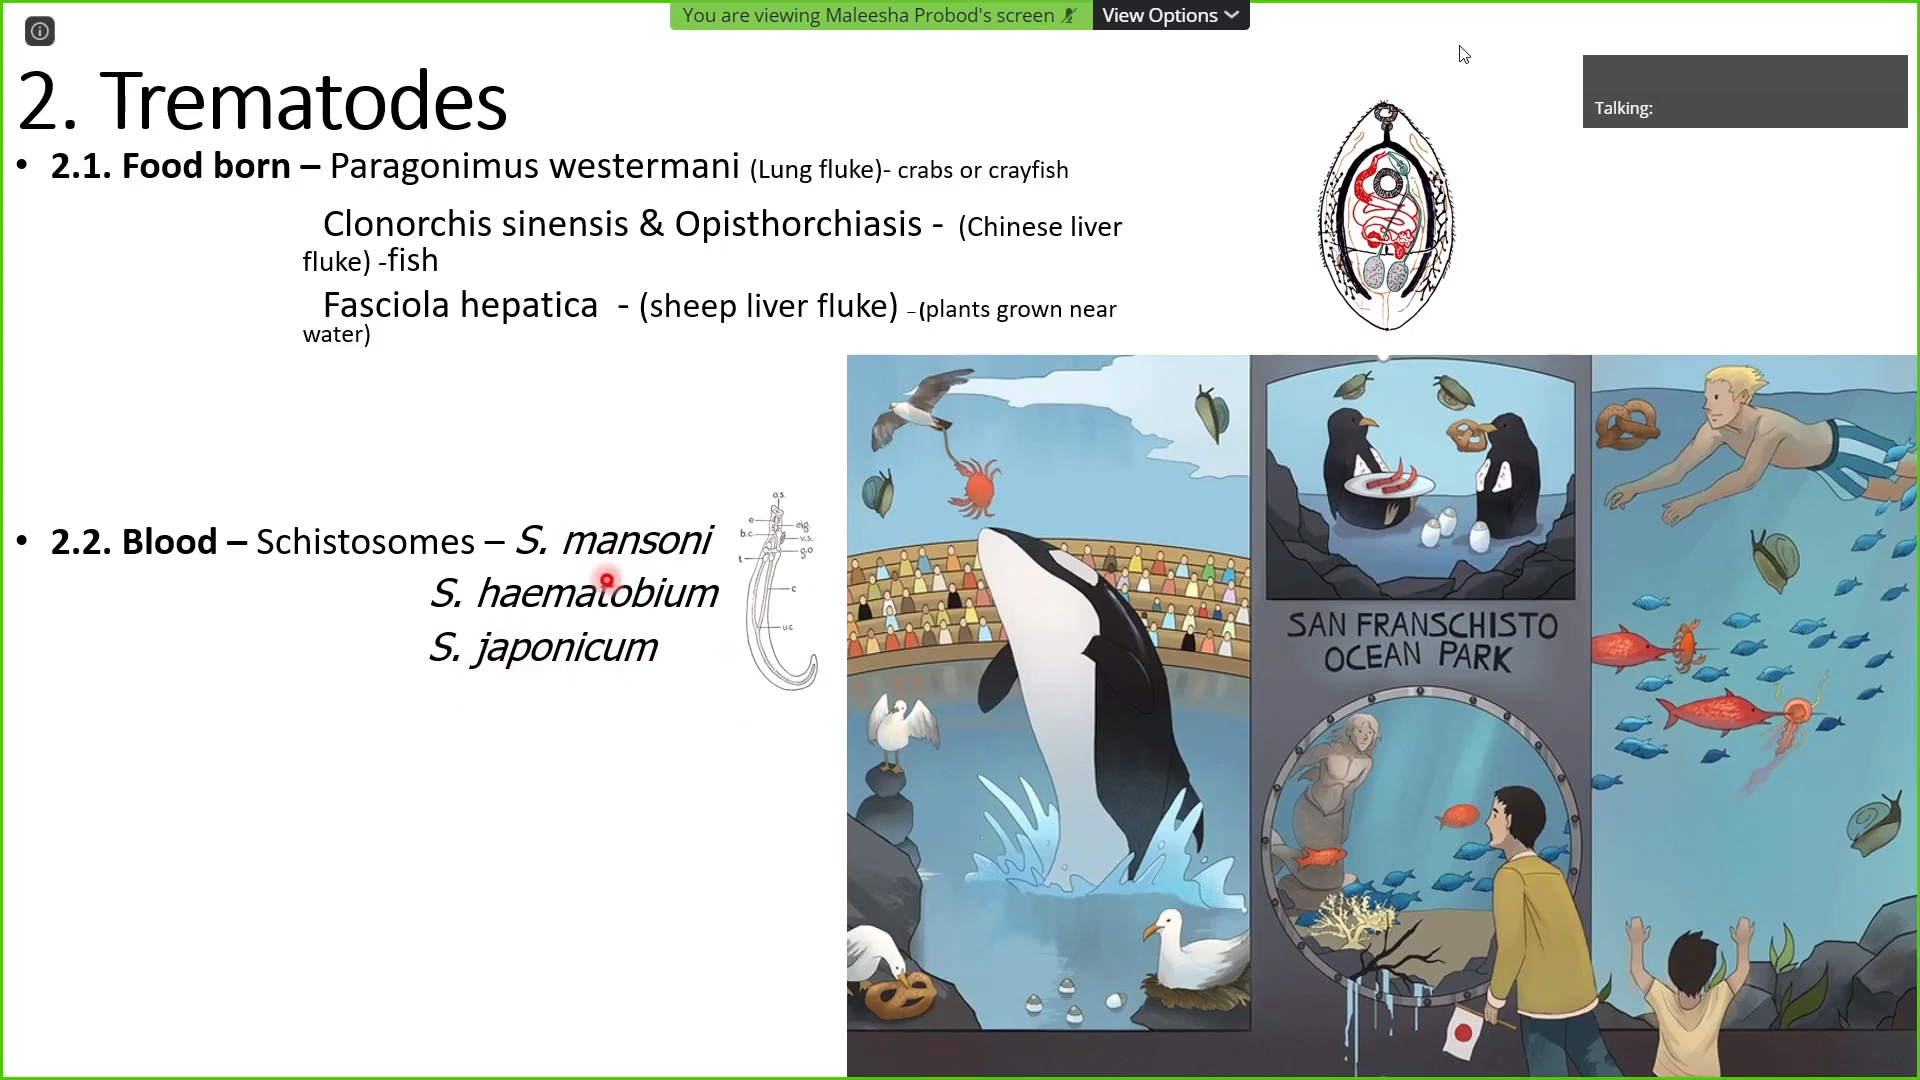 You are viewing Maleesha Probod's screen
View Options
Talking:
2. Trematodes
• 2.1. Food born – Paragonimus westermani (Lung fluke)- crabs or crayfish
Clonorchis sinensis & Opisthorchiasis - (Chinese liver
fluke) -fish
Fasciola hepatica - (sheep liver fluke) – (plants grown near
water)
• 2.2. Blood – Schistosomes – S. mansoni
S. haematobium
S. japonicum
o.s.
e
b.c.
v.s.
g.o
t
c
u.c
SAN FRANSCHISTO
OCEAN PARK